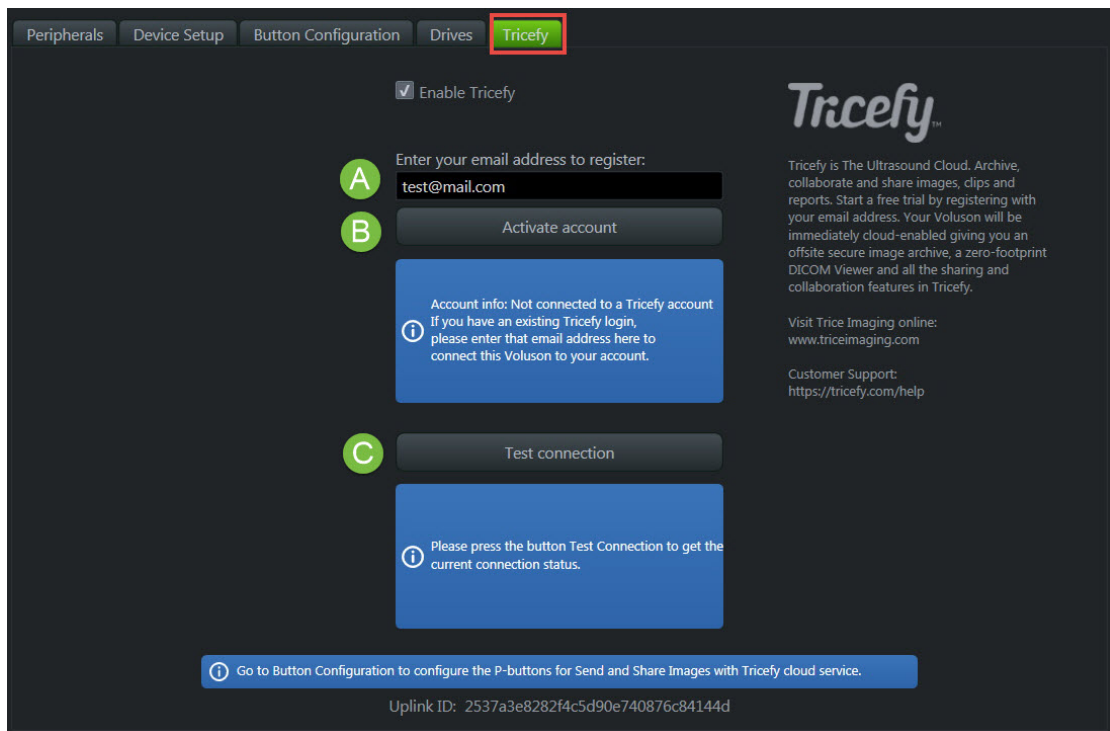 Peripherals
Device Setup
Button Configuration
Drives
Tricefy
Enable Tricefy
A
Enter your email address to register:
test@mail.com
B
Activate account
Account info: Not connected to a Tricefy account
If you have an existing Tricefy login,
please enter that email address here to
connect this Voluson to your account.
C
Test connection
Please press the button Test Connection to get the
current connection status.
Tricefy™
Tricefy is The Ultrasound Cloud. Archive,
collaborate and share images, clips and
reports. Start a free trial by registering with
your email address. Your Voluson will be
immediately cloud-enabled giving you an
offsite secure image archive, a zero-footprint
DICOM Viewer and all the sharing and
collaboration features in Tricefy.
Visit Trice Imaging online:
www.triceimaging.com
Customer Support:
https://tricefy.com/help
Go to Button Configuration to configure the P-buttons for Send and Share Images with Tricefy cloud service.
Uplink ID: 2537a3e8282f4c5d90e740876c84144d